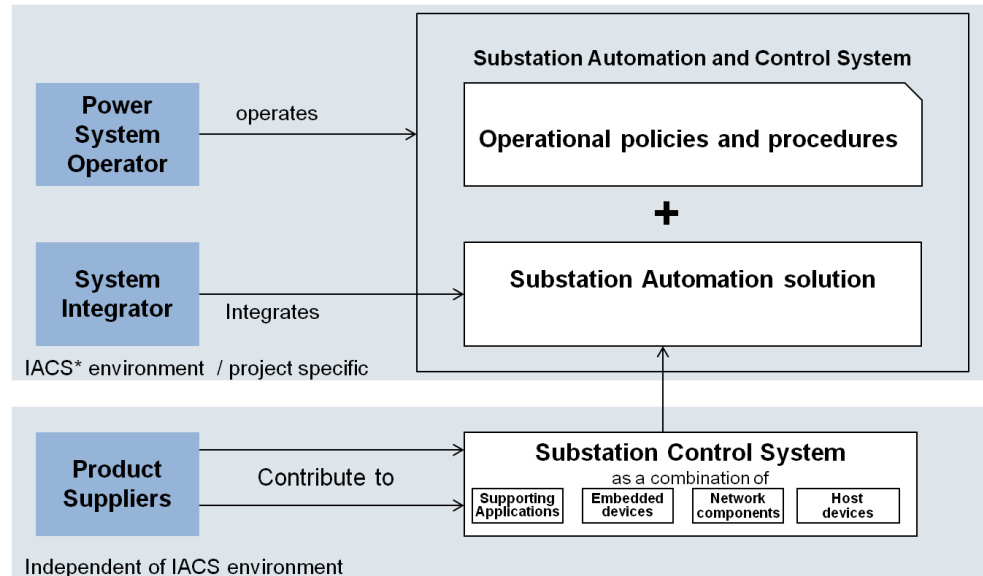 Substation Automation and Control System
Power
System
Operator
operates
Operational policies and procedures
+
System
Integrator
Integrates
Substation Automation solution
IACS* environment / project specific
Product
Suppliers
Contribute to
Substation Control System
as a combination of
Supporting
Applications
Embedded
devices
Network
components
Host
devices
Independent of IACS environment